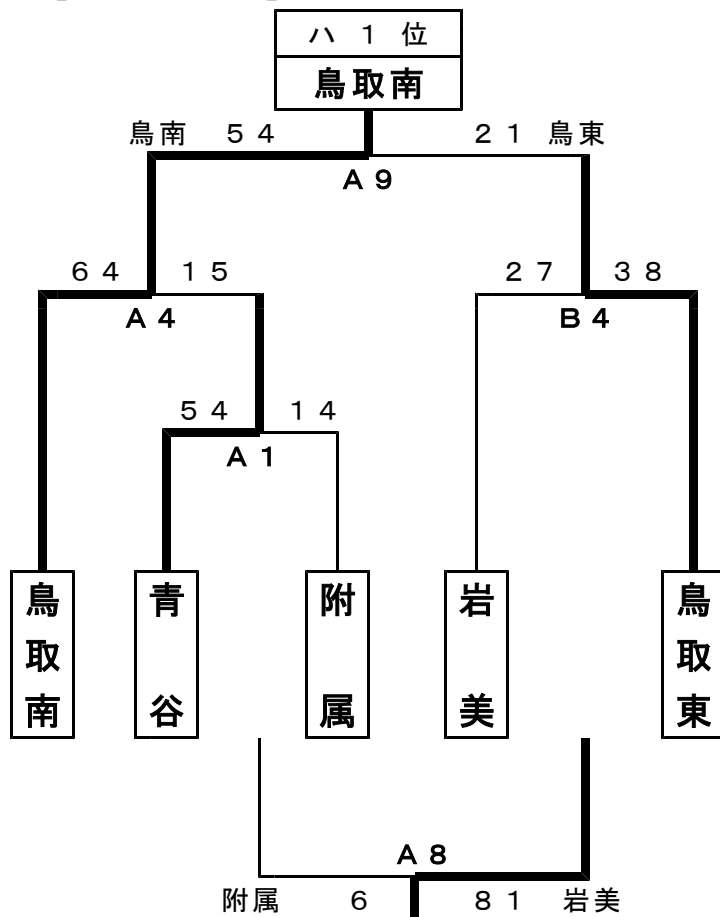 ハ １ 位
鳥取南
鳥南 ５４ ２１ 鳥東
Ａ９
６４ １５ ２７ ３８
Ａ４ Ｂ４
５４ １４
Ａ１
鳥取南 青谷 附属 岩美 鳥取東
Ａ８
附属 ６ ８１ 岩美